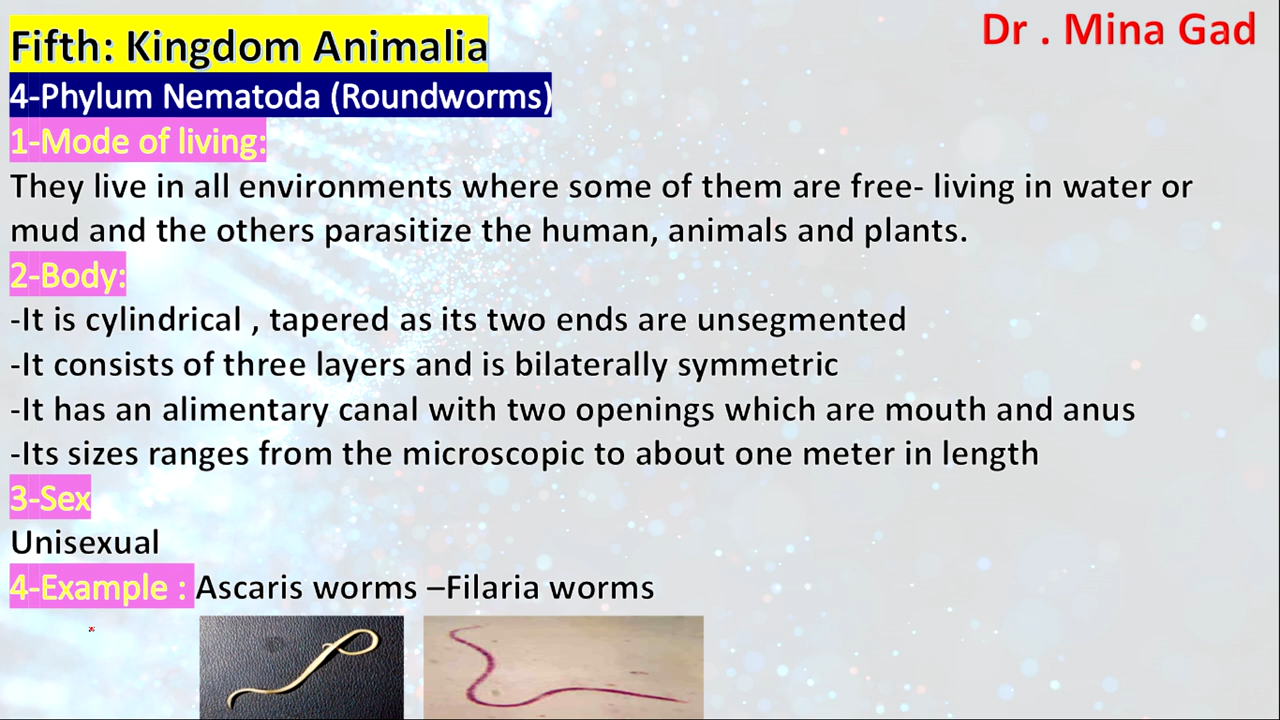 Fifth: Kingdom Animalia
Dr . Mina Gad
4-Phylum Nematoda (Roundworms)
1-Mode of living:
They live in all environments where some of them are free- living in water or
mud and the others parasitize the human, animals and plants.
2-Body:
-It is cylindrical , tapered as its two ends are unsegmented
-It consists of three layers and is bilaterally symmetric
-It has an alimentary canal with two openings which are mouth and anus
-Its sizes ranges from the microscopic to about one meter in length
3-Sex
Unisexual
4-Example : Ascaris worms –Filaria worms